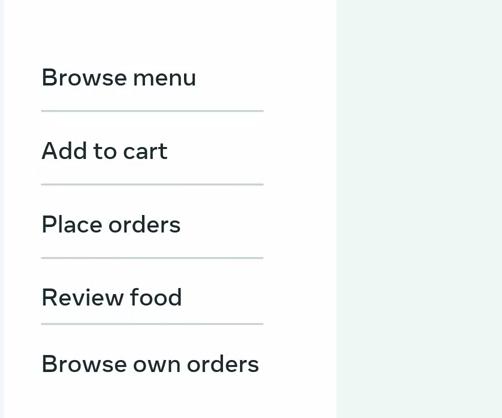 Browse menu
Add to cart
Place orders
Review food
Browse own orders